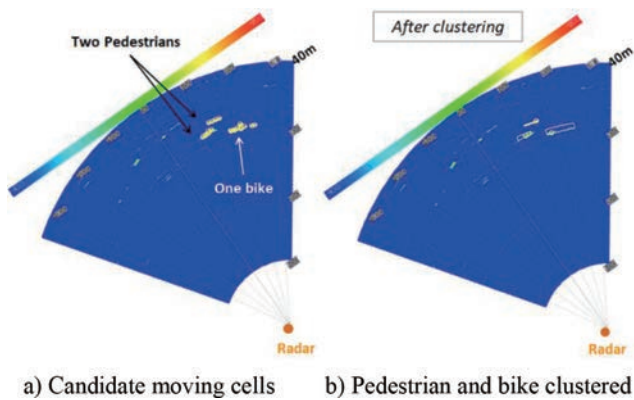 Two Pedestrians
40m
One bike
Radar
After clustering
40m
Radar
a) Candidate moving cells
b) Pedestrian and bike clustered